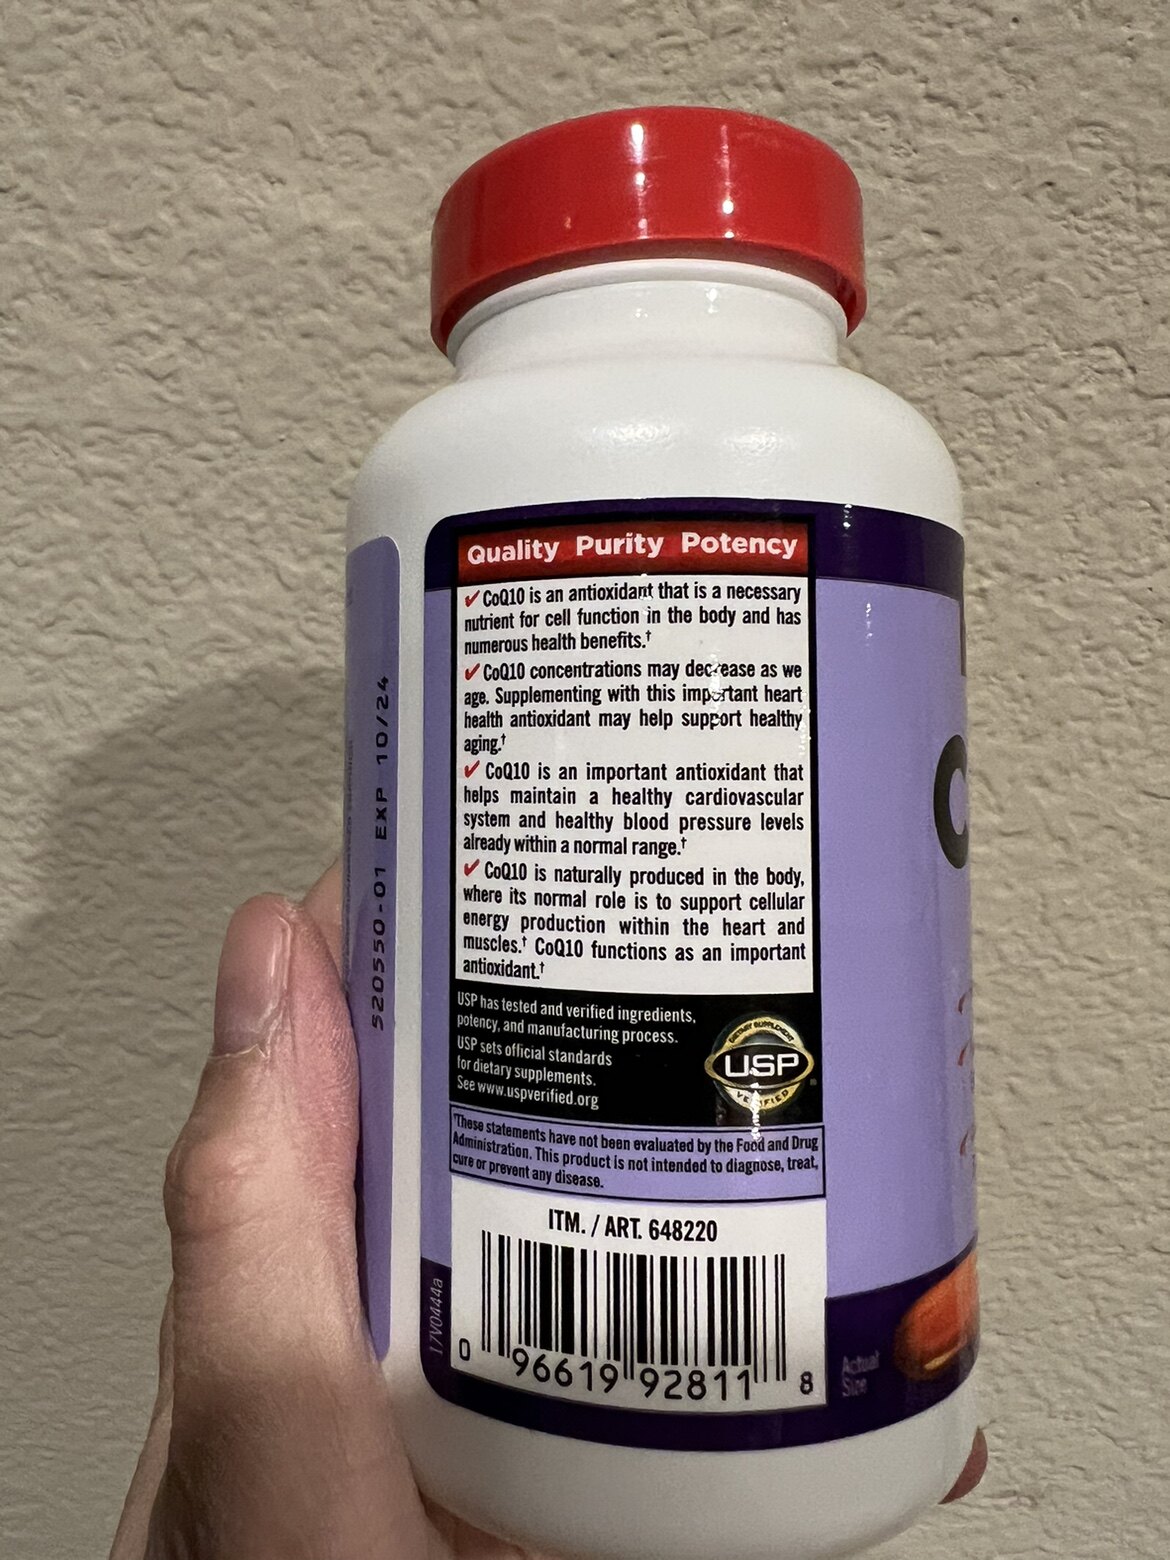 Quality Purity Potency
✓ CoQ10 is an antioxidant that is a necessary
nutrient for cell function in the body and has
numerous health benefits.†
✓ CoQ10 concentrations may decrease as we
age. Supplementing with this important heart
health antioxidant may help support healthy
aging.†
✓ CoQ10 is an important antioxidant that
helps maintain a healthy cardiovascular
system and healthy blood pressure levels
already within a normal range.†
✓ CoQ10 is naturally produced in the body,
where its normal role is to support cellular
energy production within the heart and
muscles.† CoQ10 functions as an important
antioxidant.†
USP has tested and verified ingredients,
potency, and manufacturing process.
USP sets official standards
for dietary supplements.
See www.uspverified.org
DIETARY SUPPLEMENT
USP
VERIFIED
†These statements have not been evaluated by the Food and Drug
Administration. This product is not intended to diagnose, treat,
cure or prevent any disease.
ITM. / ART. 648220
0 96619 92811 8
17V0444a
520550-01 EXP 10/24
Actual
Size